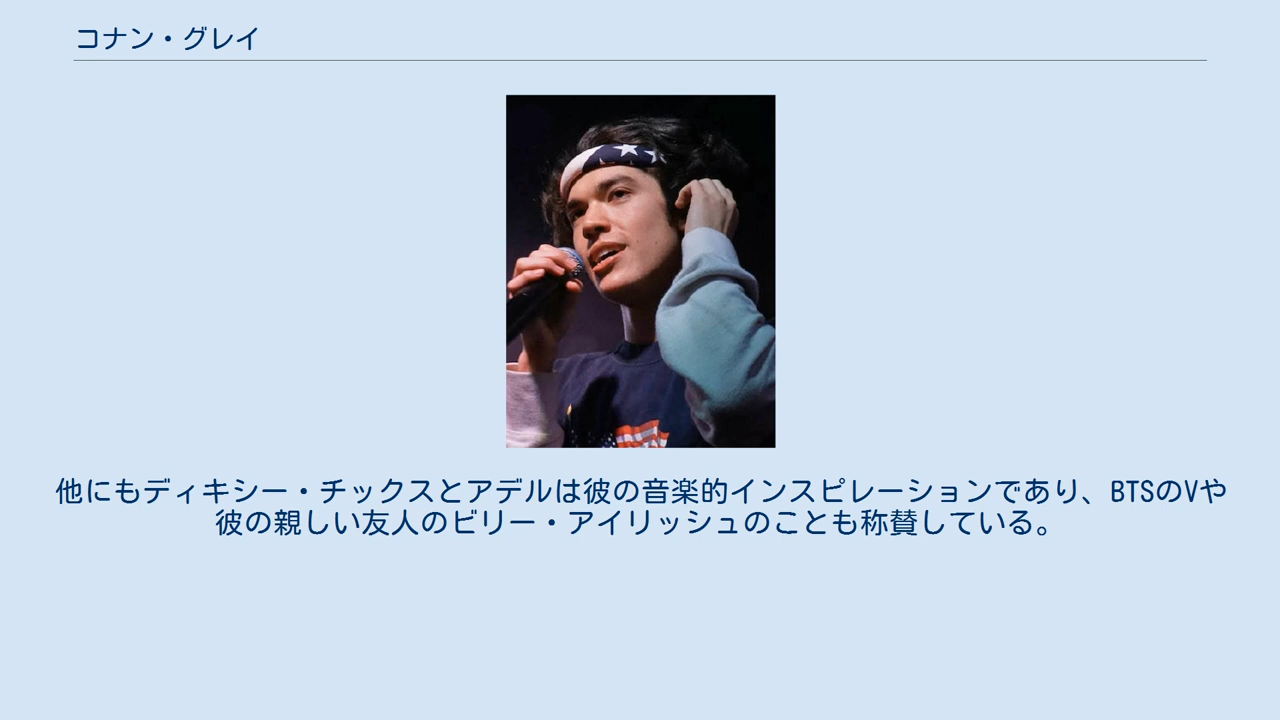 コナン・グレイ
他にもディキシー・チックスとアデルは彼の音楽的インスピレーションであり、BTSのVや
彼の親しい友人のビリー・アイリッシュのことも称賛している。